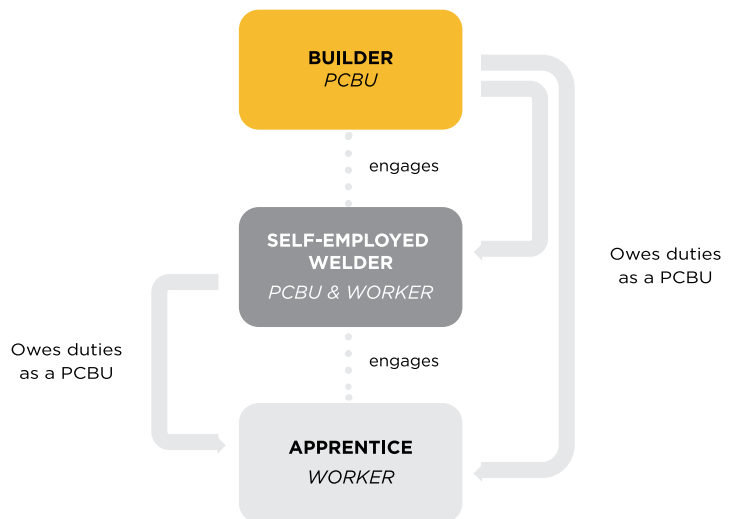 BUILDER
PCBU
engages
SELF-EMPLOYED
WELDER
PCBU & WORKER
Owes duties
as a PCBU
Owes duties
as a PCBU
engages
APPRENTICE
WORKER